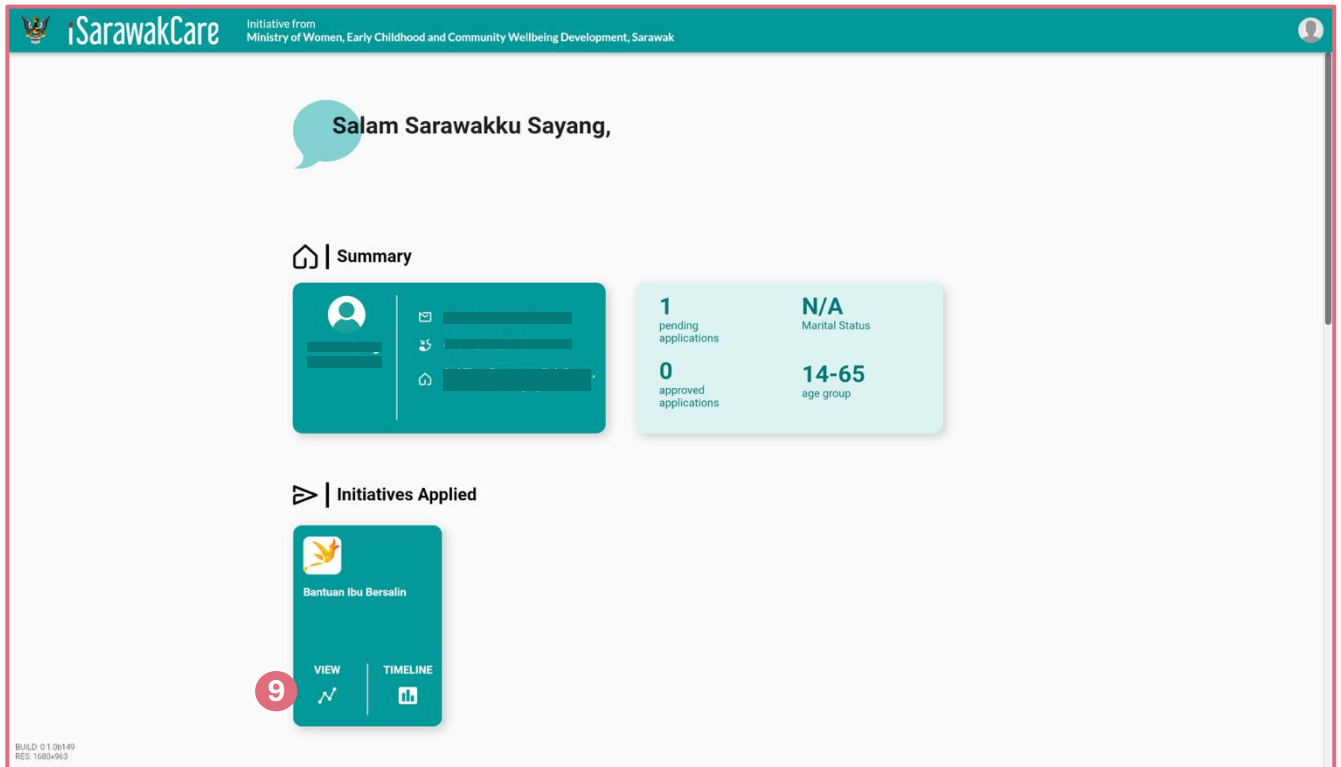 iSarawakCare
Initiative from
Ministry of Women, Early Childhood and Community Wellbeing Development, Sarawak
Salam Sarawakku Sayang,
Summary
1
pending
applications
N/A
Marital Status
0
approved
applications
14-65
age group
Initiatives Applied
Bantuan Ibu Bersalin
VIEW
TIMELINE
9
BUILD: 0.1.0b149
RES: 1680×963